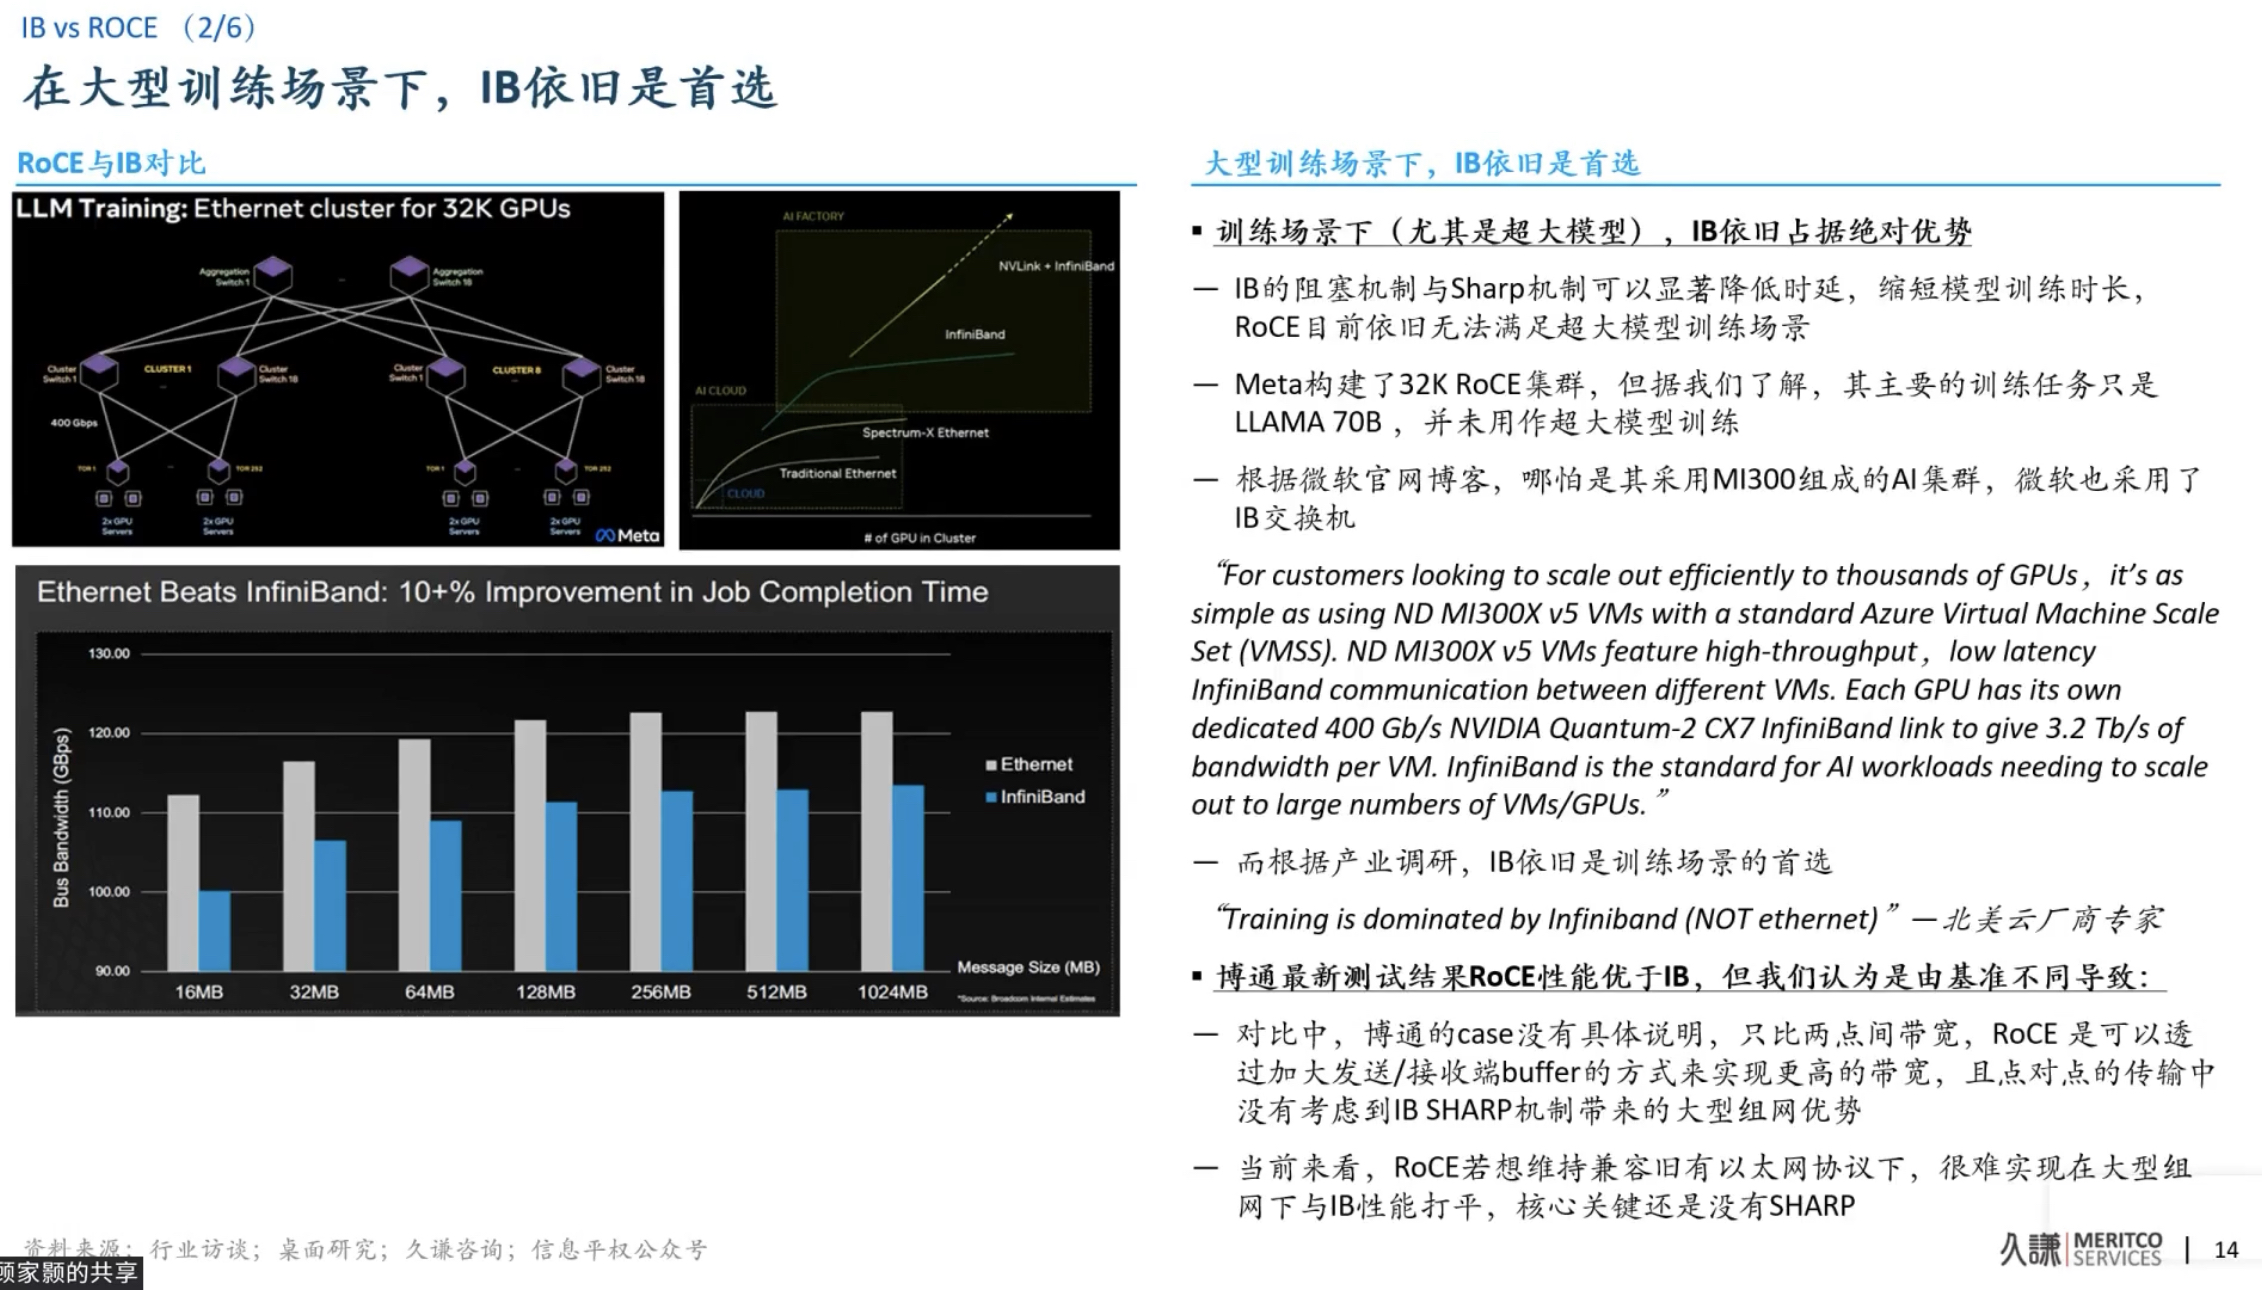 IB vs ROCE （2/6）
在大型训练场景下，IB依旧是首选
RoCE与IB对比
LLM Training: Ethernet cluster for 32K GPUs
Aggregation
Switch 1
Aggregation
Switch 18
Cluster
Switch 1
CLUSTER 1
Cluster
Switch 18
Cluster
Switch 1
CLUSTER 8
Cluster
Switch 18
400 Gbps
TOR 1
TOR 252
TOR 1
TOR 252
2x GPU
Servers
2x GPU
Servers
2x GPU
Servers
2x GPU
Servers
Meta
AI FACTORY
NVLink + InfiniBand
InfiniBand
AI CLOUD
Spectrum-X Ethernet
Traditional Ethernet
CLOUD
# of GPU in Cluster
Ethernet Beats InfiniBand: 10+% Improvement in Job Completion Time
Bus Bandwidth (GBps)
130.00
120.00
110.00
100.00
90.00
Ethernet
InfiniBand
Message Size (MB)
16MB
32MB
64MB
128MB
256MB
512MB
1024MB
*Source: Broadcom Internal Estimates
大型训练场景下，IB依旧是首选
▪ 训练场景下（尤其是超大模型），IB依旧占据绝对优势
— IB的阻塞机制与Sharp机制可以显著降低时延，缩短模型训练时长，
RoCE目前依旧无法满足超大模型训练场景
— Meta构建了32K RoCE集群，但据我们了解，其主要的训练任务只是
LLAMA 70B ，并未用作超大模型训练
— 根据微软官网博客，哪怕是其采用MI300组成的AI集群，微软也采用了
IB交换机
“For customers looking to scale out efficiently to thousands of GPUs，it’s as
simple as using ND MI300X v5 VMs with a standard Azure Virtual Machine Scale
Set (VMSS). ND MI300X v5 VMs feature high-throughput，low latency
InfiniBand communication between different VMs. Each GPU has its own
dedicated 400 Gb/s NVIDIA Quantum-2 CX7 InfiniBand link to give 3.2 Tb/s of
bandwidth per VM. InfiniBand is the standard for AI workloads needing to scale
out to large numbers of VMs/GPUs. ”
— 而根据产业调研，IB依旧是训练场景的首选
“Training is dominated by Infiniband (NOT ethernet)”—北美云厂商专家
▪ 博通最新测试结果RoCE性能优于IB，但我们认为是由基准不同导致：
— 对比中，博通的case没有具体说明，只比两点间带宽，RoCE 是可以透
过加大发送/接收端buffer的方式来实现更高的带宽，且点对点的传输中
没有考虑到IB SHARP机制带来的大型组网优势
— 当前来看，RoCE若想维持兼容旧有以太网协议下，很难实现在大型组
网下与IB性能打平，核心关键还是没有SHARP
资料来源：行业访谈；桌面研究；久谦咨询；信息平权公众号
顾家颢的共享
久謙 MERITCO
SERVICES
14